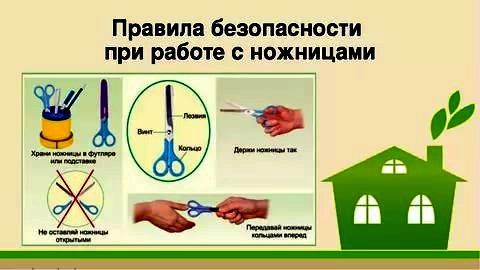 Правила безопасности
при работе с ножницами
Лезвия
Винт
Кольцо
Храни ножницы в футляре
или подставке
Держи ножницы так
Не оставляй ножницы
открытыми
Передавай ножницы
кольцами вперед